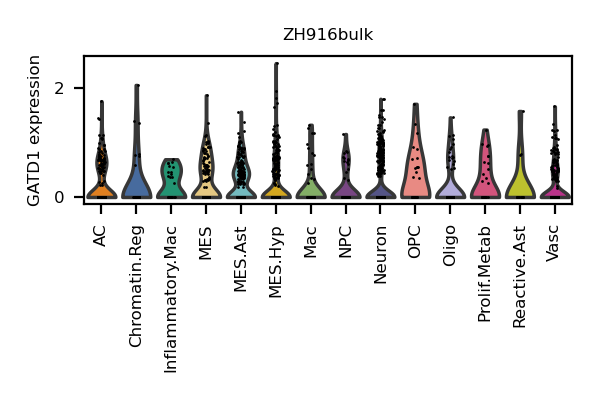 ZH916bulk
GATD1 expression
2
0
AC
Chromatin.Reg
Inflammatory.Mac
MES
MES.Ast
MES.Hyp
Mac
NPC
Neuron
OPC
Oligo
Prolif.Metab
Reactive.Ast
Vasc